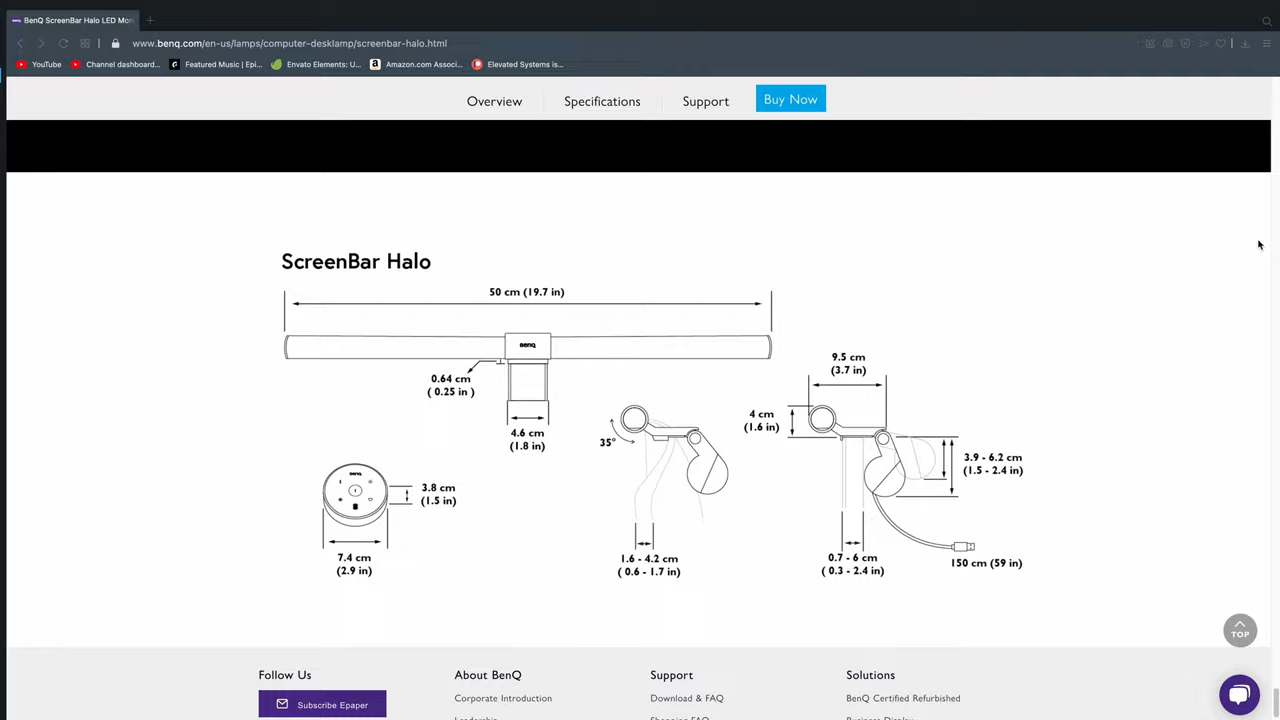 BenQ ScreenBar Halo LED Mon
www.benq.com/en-us/lamps/computer-desklamp/screenbar-halo.html
YouTube
Channel dashboard...
Featured Music | Epi...
Envato Elements: U...
Amazon.com Associ...
Elevated Systems is...
Overview
Specifications
Support
Buy Now
ScreenBar Halo
50 cm (19.7 in)
BenQ
0.64 cm
( 0.25 in )
4.6 cm
(1.8 in)
35°
9.5 cm
(3.7 in)
4 cm
(1.6 in)
3.9 - 6.2 cm
(1.5 - 2.4 in)
BenQ
3.8 cm
(1.5 in)
7.4 cm
(2.9 in)
1.6 - 4.2 cm
( 0.6 - 1.7 in)
0.7 - 6 cm
( 0.3 - 2.4 in)
150 cm (59 in)
TOP
Follow Us
About BenQ
Support
Solutions
Subscribe Epaper
Corporate Introduction
Download & FAQ
BenQ Certified Refurbished